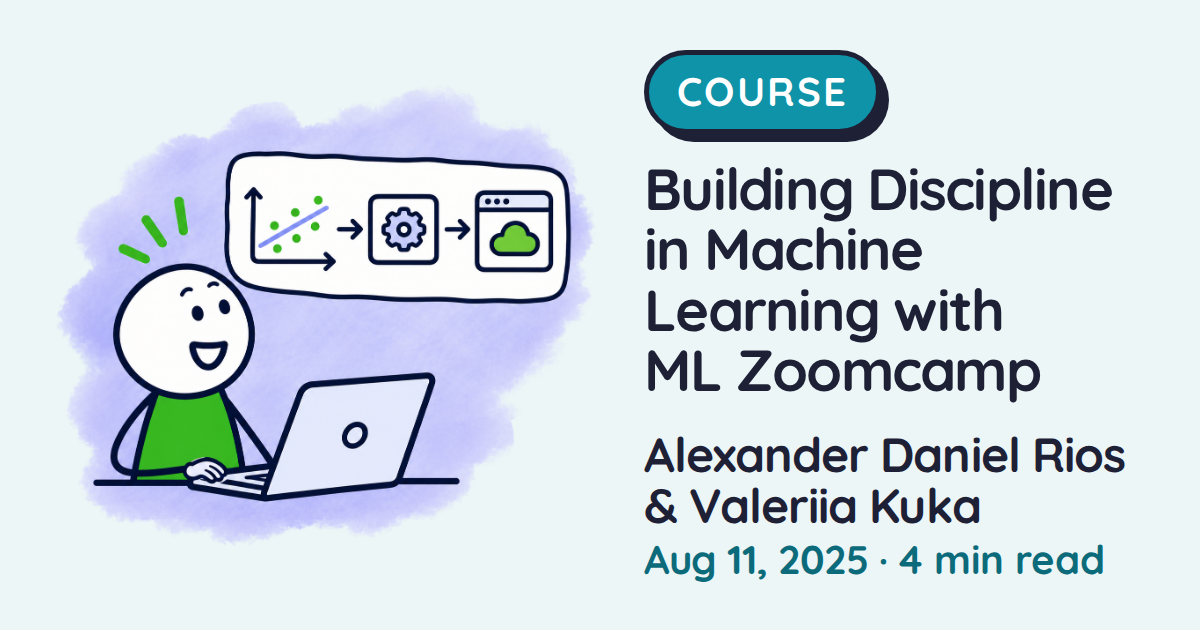 COURSE
Building Discipline
in Machine
Learning with
ML Zoomcamp
Alexander Daniel Rios
& Valeriia Kuka
Aug 11, 2025 · 4 min read